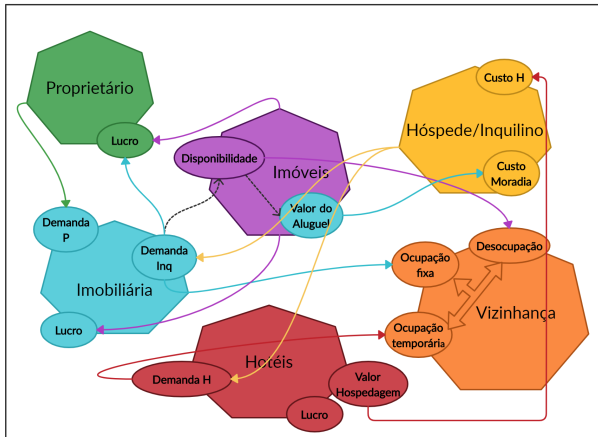 Proprietário
Lucro
Disponibilidade
Imóveis
Valor do
Aluguel
Custo H
Hóspede/Inquilino
Custo
Moradia
Demanda
P
Demanda
Inq
Imobiliária
Lucro
Desocupação
Ocupação
fixa
Vizinhança
Ocupação
temporária
Hotéis
Demanda H
Valor
Hospedagem
Lucro